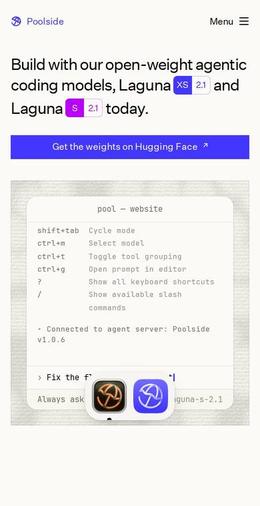 Poolside
Menu
Build with our open-weight agentic
coding models, Laguna XS 2.1 and
Laguna S 2.1 today.
Get the weights on Hugging Face ↗
pool — website
shift+tab Cycle mode
ctrl+m Select model
ctrl+t Toggle tool grouping
ctrl+g Open prompt in editor
? Show all keyboard shortcuts
/ Show available slash
commands
- Connected to agent server: Poolside
v1.0.6
› Fix the
Always ask